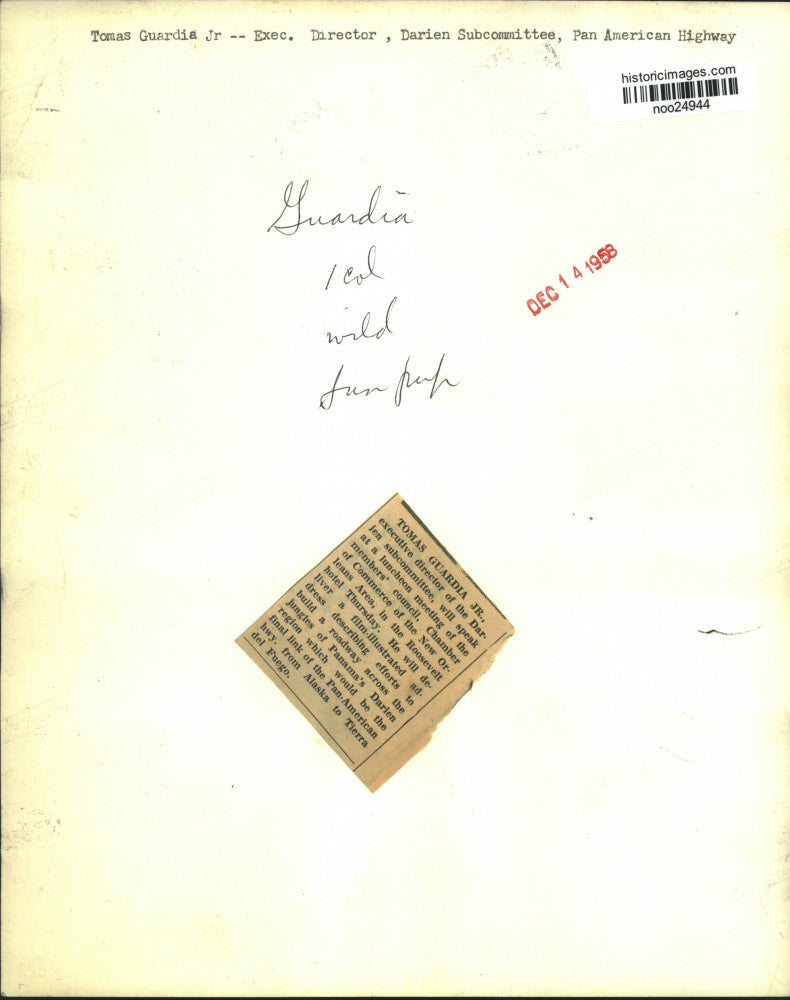 Tomas Guardia Jr -- Exec. Director , Darien Subcommittee, Pan American Highway
historicimages.com
noo24944
Guardia
1 col
DEC 14 1958
TOMAS GUARDIA JR.,
executive director of the Dar-
ien subcommittee, will speak
at a luncheon meeting of the
members' council, Chamber
of Commerce of the New Or-
leans Area, in the Roosevelt
hotel Thursday. He will de-
liver a film-illustrated ad-
dress describing efforts to
build a roadway across the
jungles of Panama's Darien
region which would be the
final link of the Pan-American
hwy. from Alaska to Tierra
del Fuego.